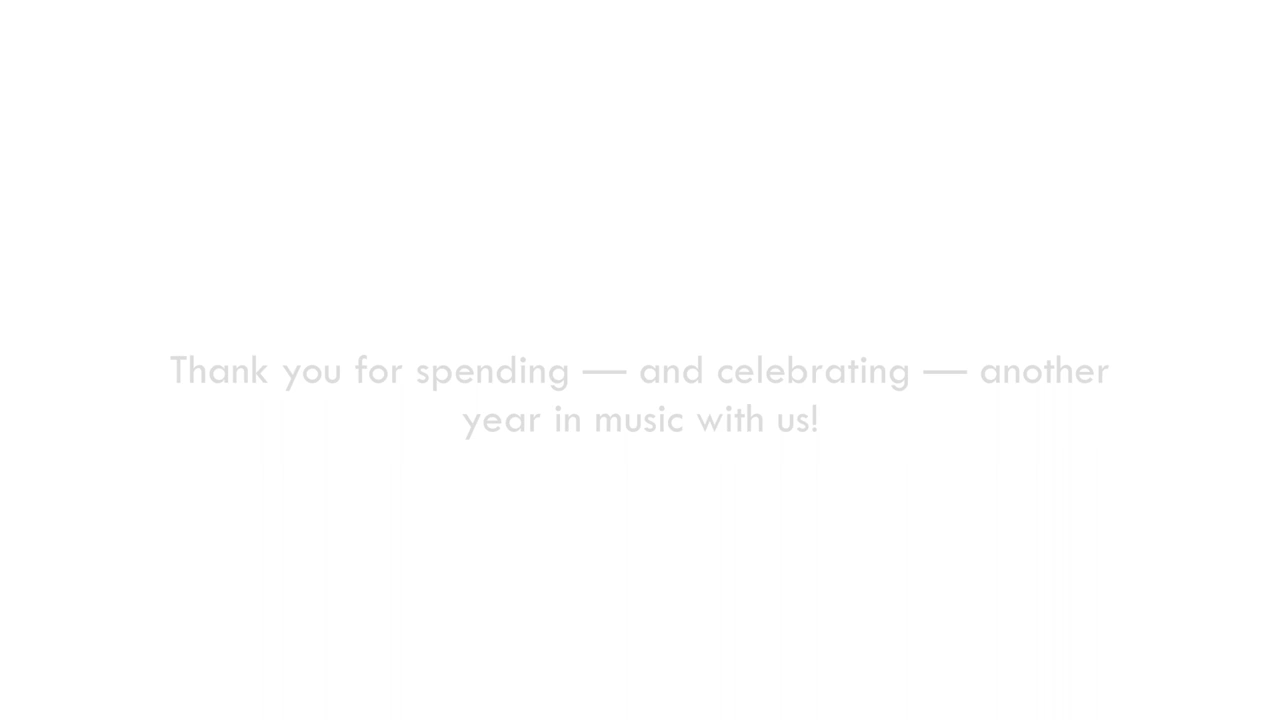 Thank you for spending — and celebrating — another
year in music with us!